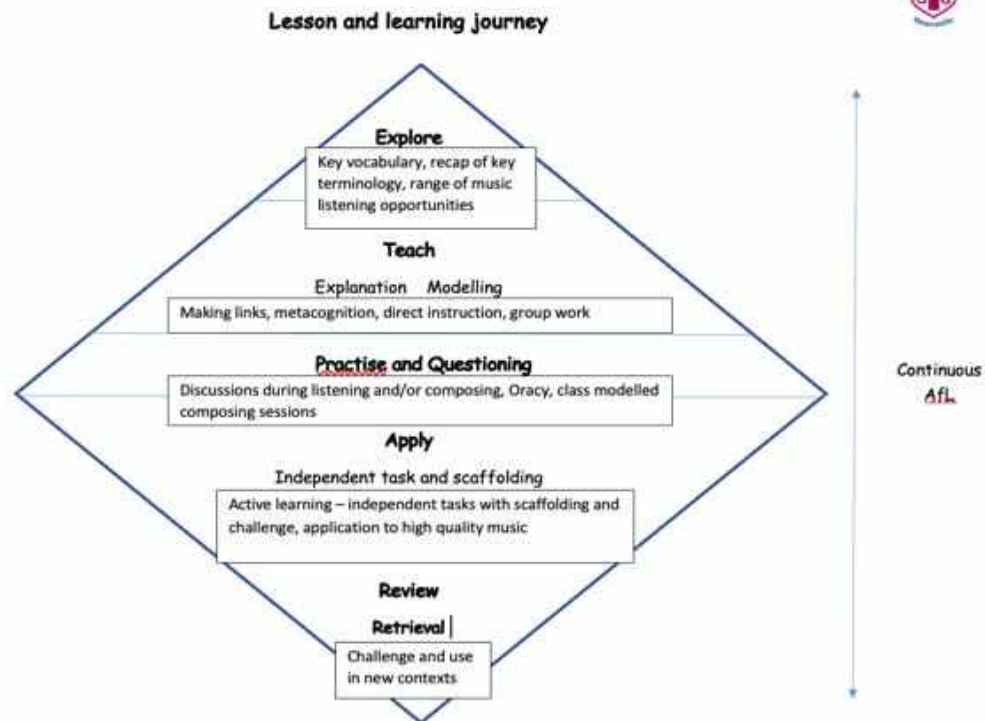 Lesson and learning journey
Explore
Key vocabulary, recap of key
terminology, range of music
listening opportunities
Teach
Explanation Modelling
Making links, metacognition, direct instruction, group work
Practise and Questioning
Discussions during listening and/or composing, Oracy, class modelled
composing sessions
Apply
Independent task and scaffolding
Active learning – independent tasks with scaffolding and
challenge, application to high quality music
Review
Retrieval
Challenge and use
in new contexts
Continuous
AfL